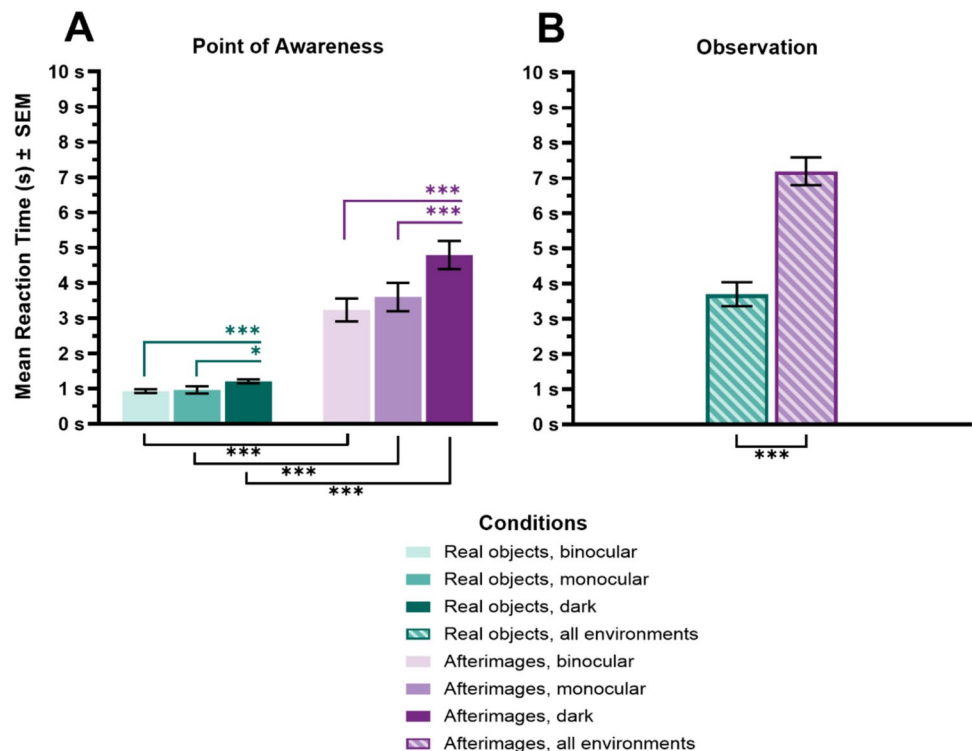 A
Point of Awareness
B
Observation
Mean Reaction Time (s) ± SEM
10 s
9 s
8 s
7 s
6 s
5 s
4 s
3 s
2 s
1 s
0 s
***
*
***
***
***
***
***
10 s
9 s
8 s
7 s
6 s
5 s
4 s
3 s
2 s
1 s
0 s
***
Conditions
Real objects, binocular
Real objects, monocular
Real objects, dark
Real objects, all environments
Afterimages, binocular
Afterimages, monocular
Afterimages, dark
Afterimages, all environments